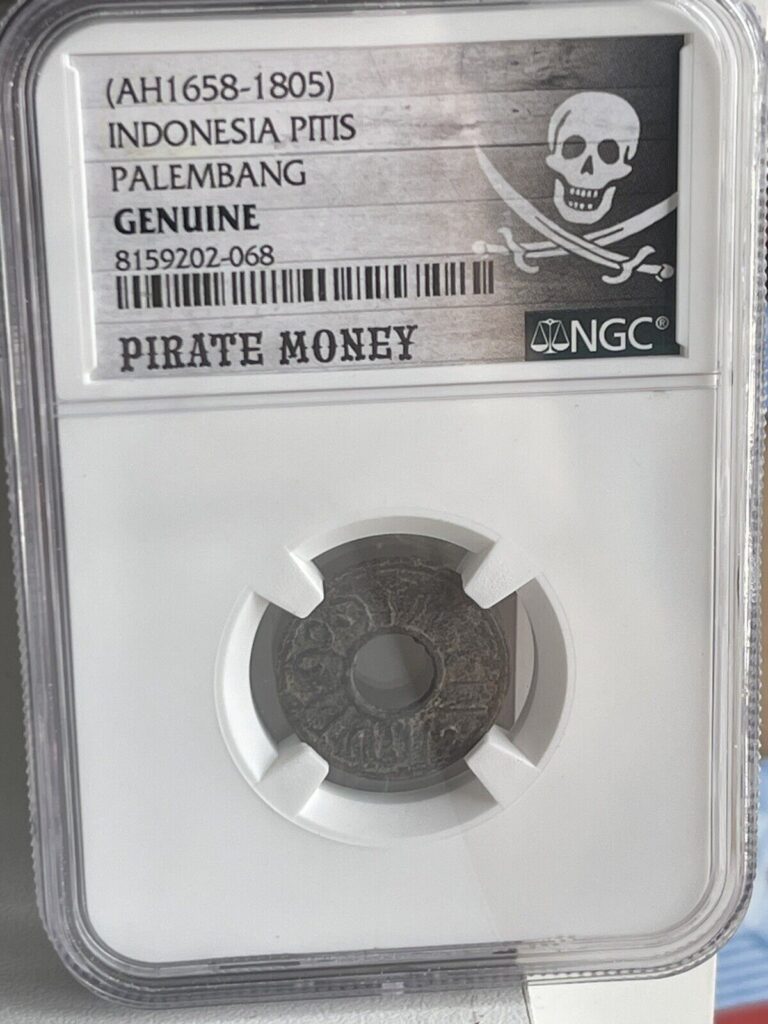 (AH1658-1805)
INDONESIA PITIS
PALEMBANG
GENUINE
8159202-068
PIRATE MONEY
NGC®